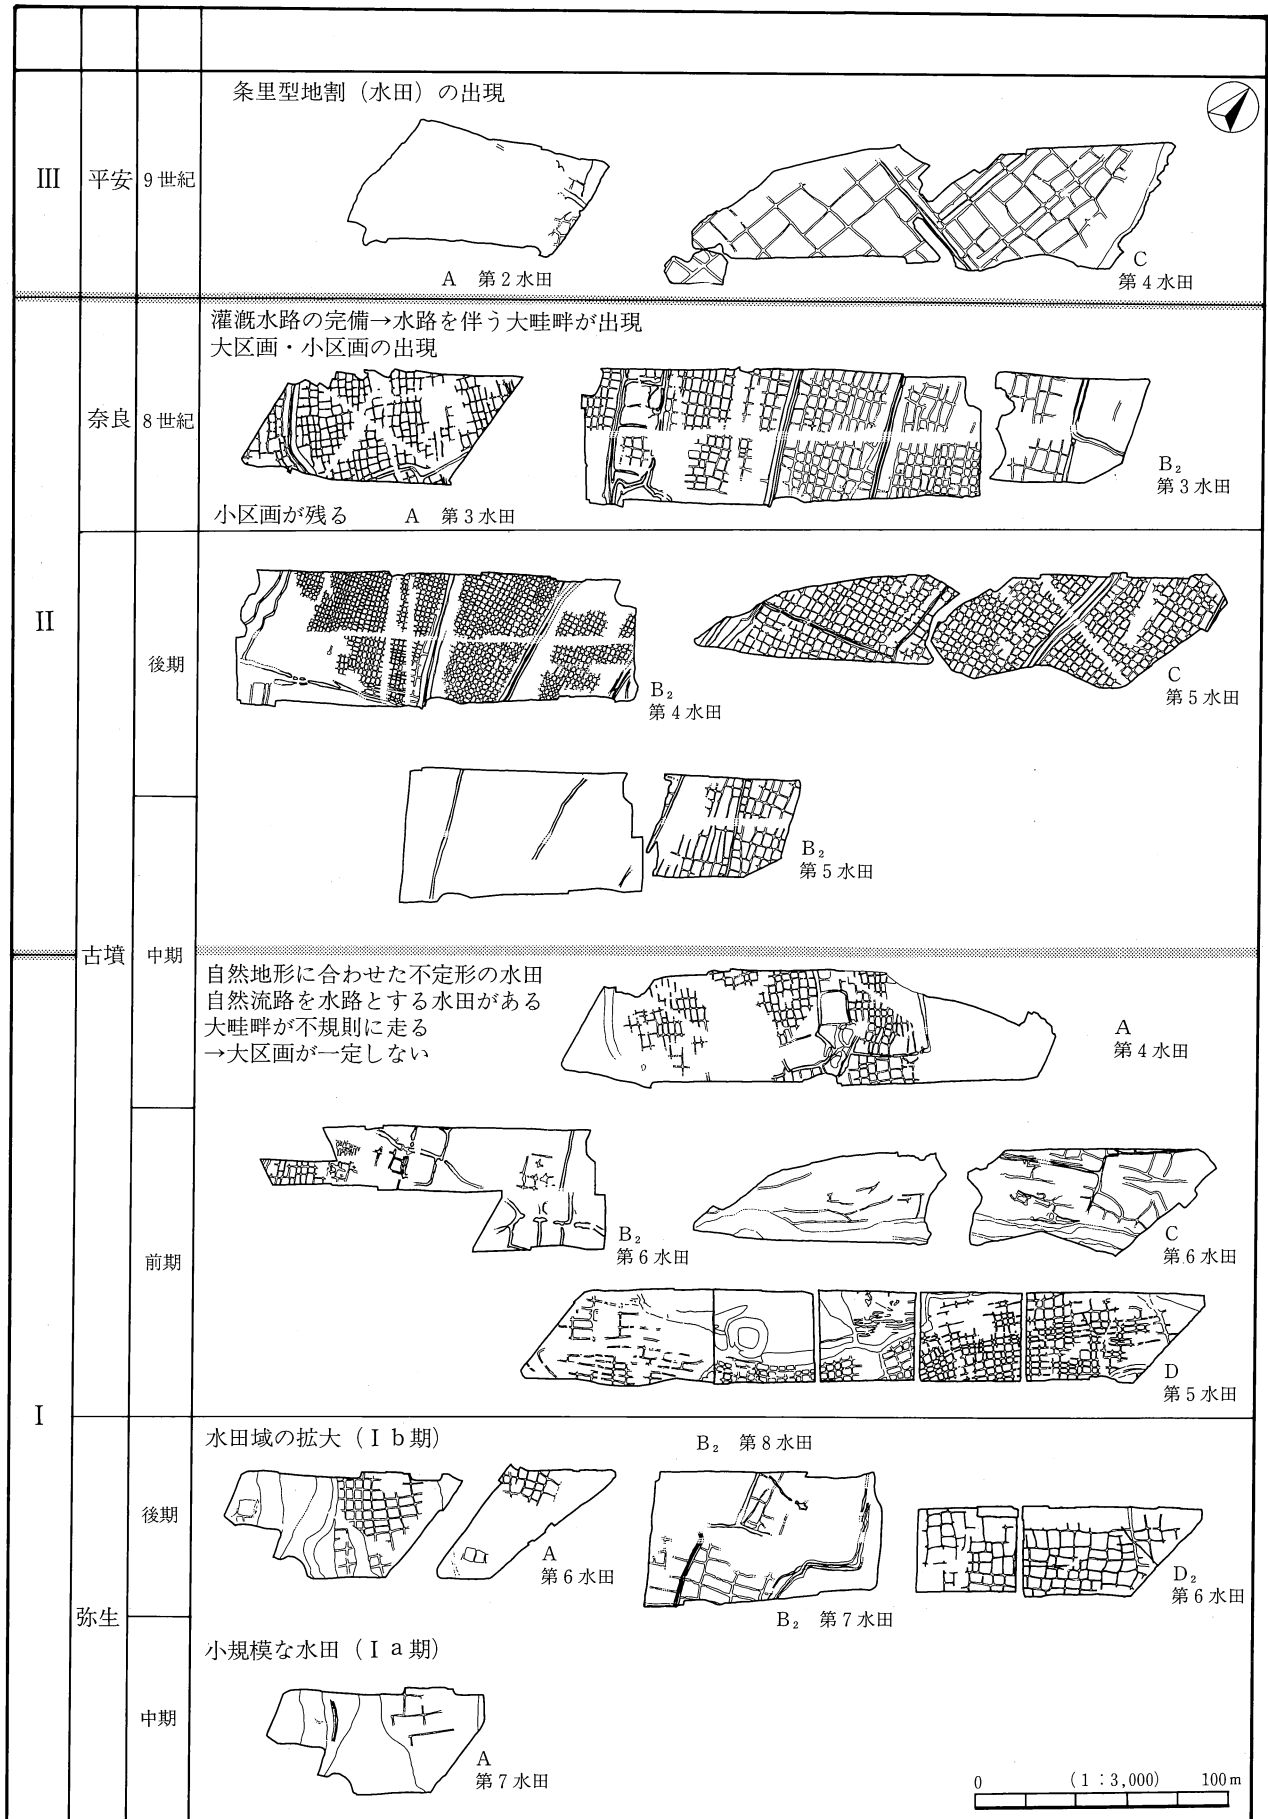 条里型地割（水田）の出現
III
平安
9世紀
A 第2水田
C
第4水田
灌漑水路の完備→水路を伴う大畦畔が出現
大区画・小区画の出現
奈良
8世紀
B₂
第3水田
小区画が残る
A 第3水田
II
後期
B₂
第4水田
C
第5水田
B₂
第5水田
古墳
中期
自然地形に合わせた不定形の水田
自然流路を水路とする水田がある
大畦畔が不規則に走る
→大区画が一定しない
A
第4水田
前期
B₂
第6水田
C
第6水田
D
第5水田
I
水田域の拡大（Ｉｂ期）
B₂ 第8水田
後期
A
第6水田
D₂
第6水田
B₂ 第7水田
弥生
小規模な水田（Ｉａ期）
中期
A
第7水田
0 (1:3,000) 100m